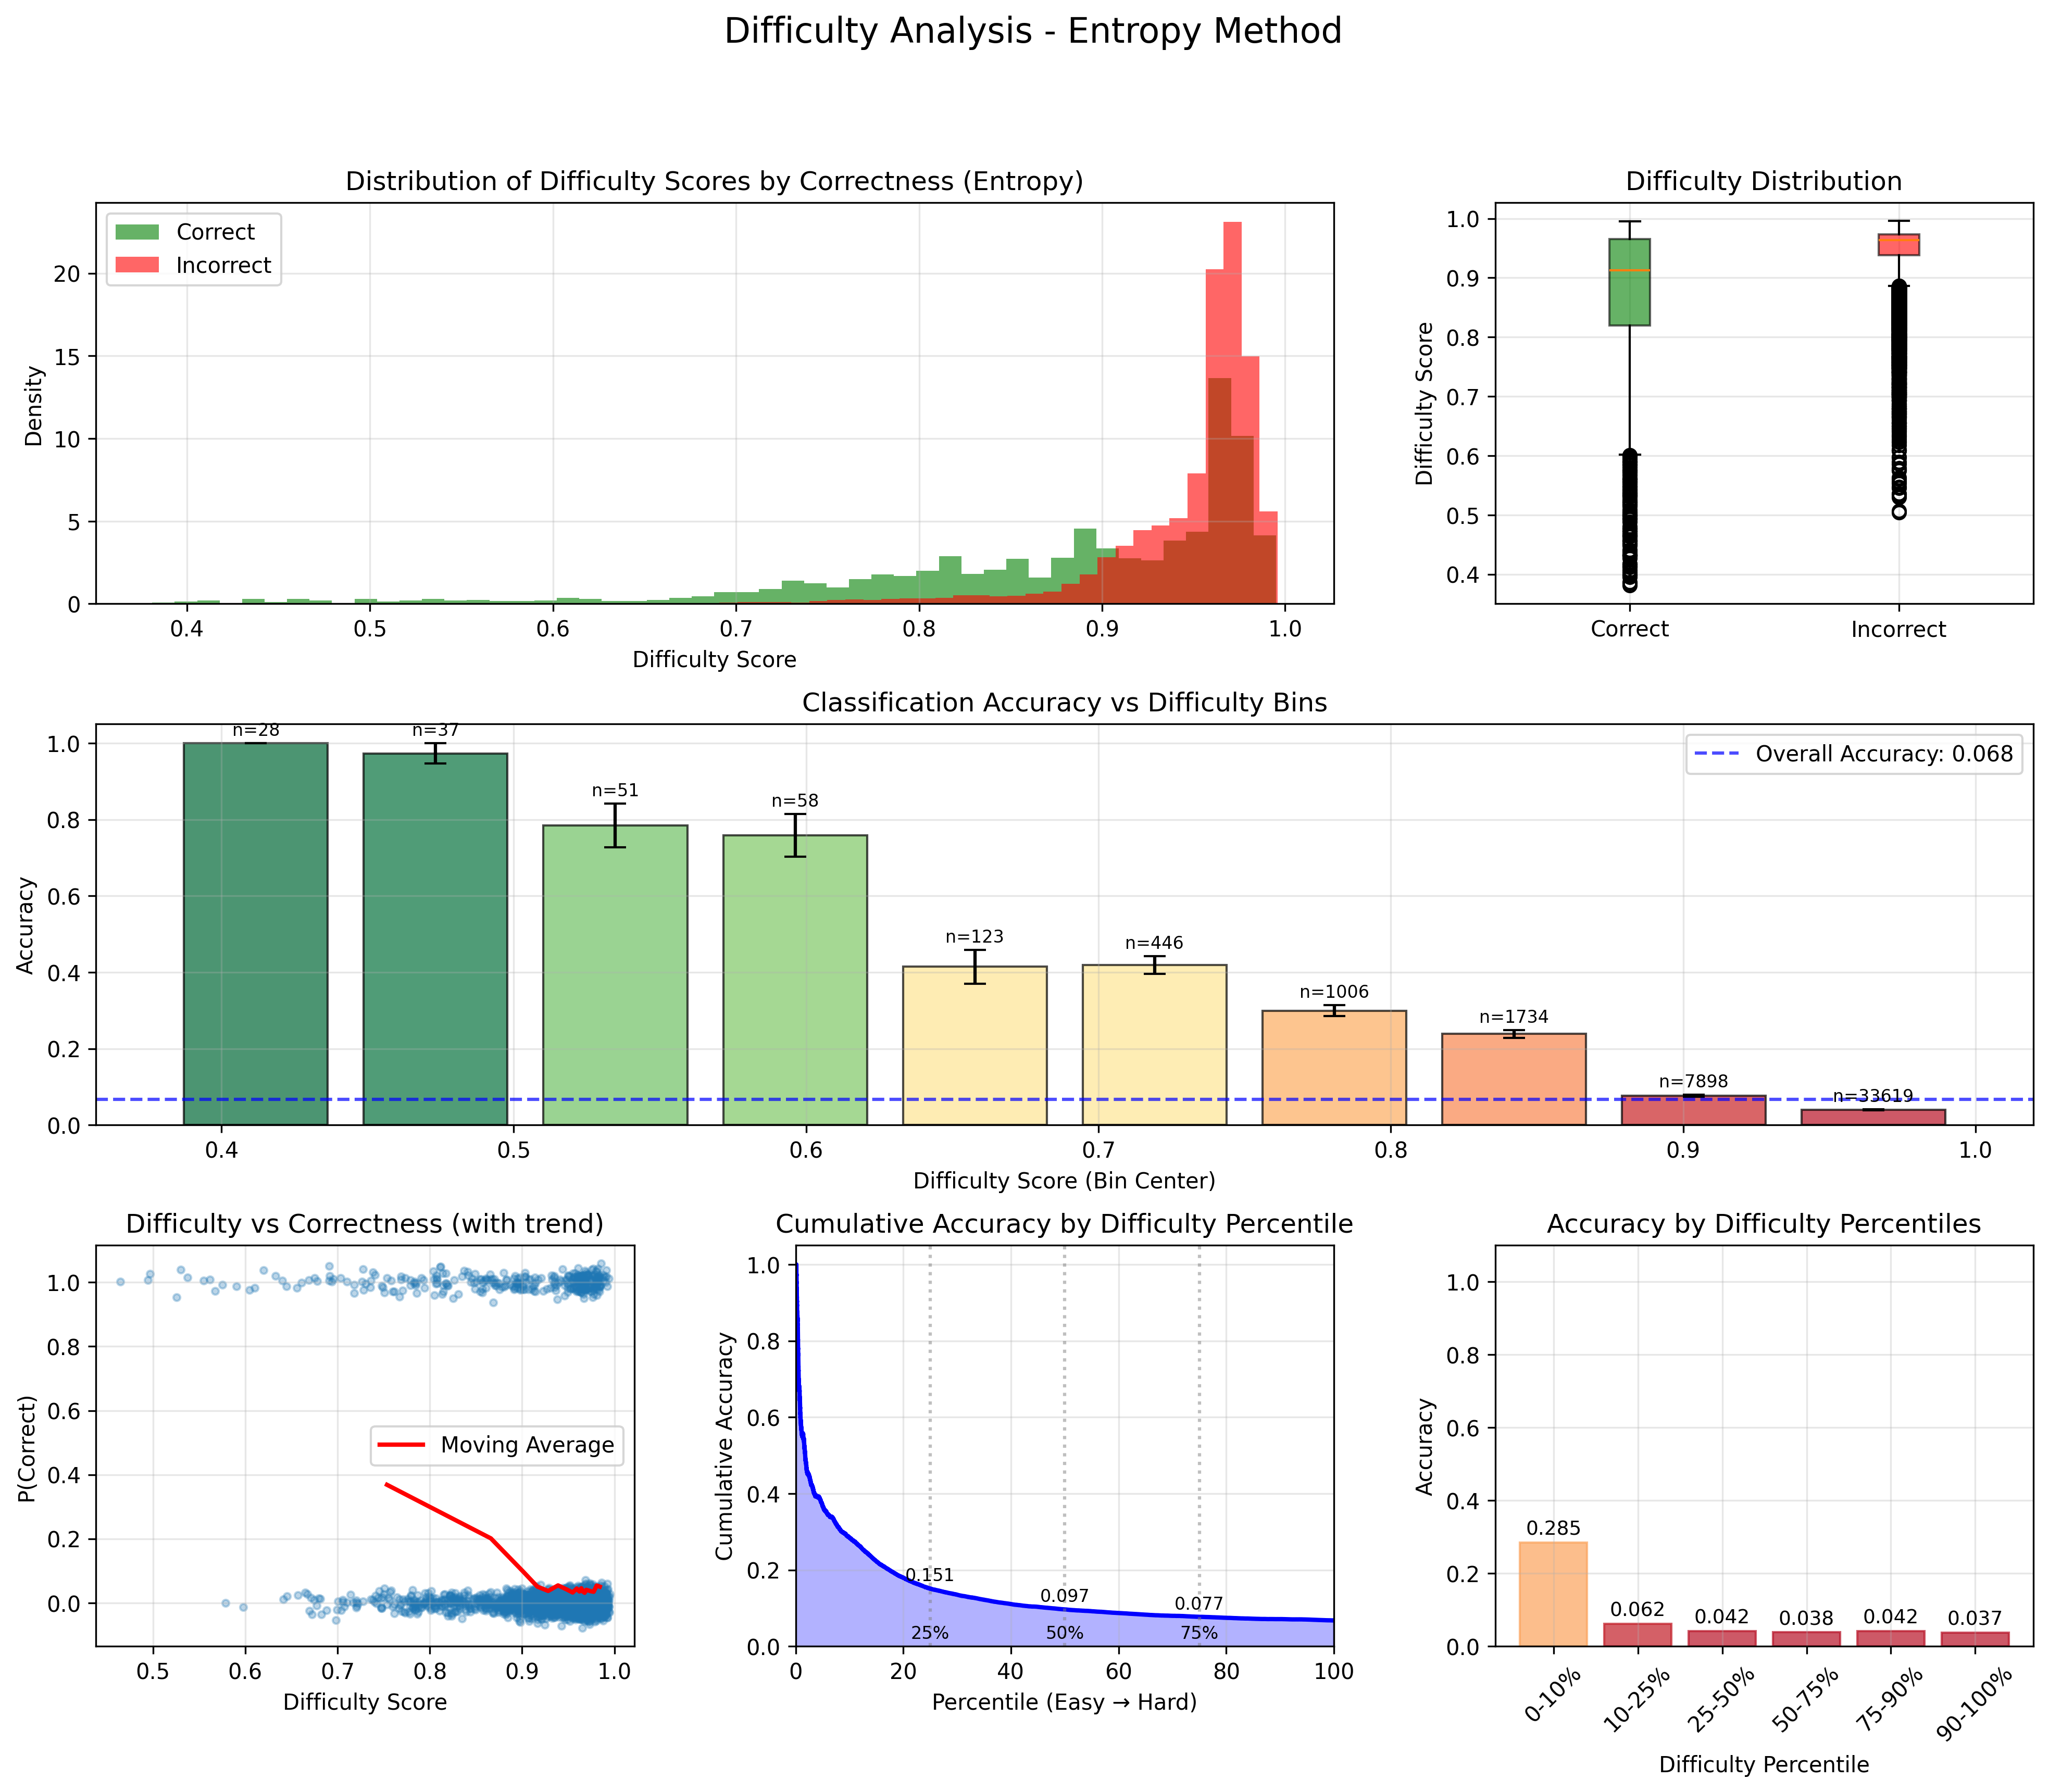 Difficulty Analysis - Entropy Method
Distribution of Difficulty Scores by Correctness (Entropy)
Correct
Incorrect
Density
20
15
10
5
0
0.4 0.5 0.6 0.7 0.8 0.9 1.0
Difficulty Score
Difficulty Distribution
Difficulty Score
1.0
0.9
0.8
0.7
0.6
0.5
0.4
Correct Incorrect
Classification Accuracy vs Difficulty Bins
Overall Accuracy: 0.068
Accuracy
1.0
0.8
0.6
0.4
0.2
0.0
n=28
n=37
n=51
n=58
n=123
n=446
n=1006
n=1734
n=7898
n=33619
0.4 0.5 0.6 0.7 0.8 0.9 1.0
Difficulty Score (Bin Center)
Difficulty vs Correctness (with trend)
P(Correct)
1.0
0.8
0.6
0.4
0.2
0.0
Moving Average
0.5 0.6 0.7 0.8 0.9 1.0
Difficulty Score
Cumulative Accuracy by Difficulty Percentile
Cumulative Accuracy
1.0
0.8
0.6
0.4
0.2
0.0
0.151
0.097
0.077
25% 50% 75%
0 20 40 60 80 100
Percentile (Easy → Hard)
Accuracy by Difficulty Percentiles
Accuracy
1.0
0.8
0.6
0.4
0.2
0.0
0.285
0.062
0.042
0.038
0.042
0.037
0-10% 10-25% 25-50% 50-75% 75-90% 90-100%
Difficulty Percentile